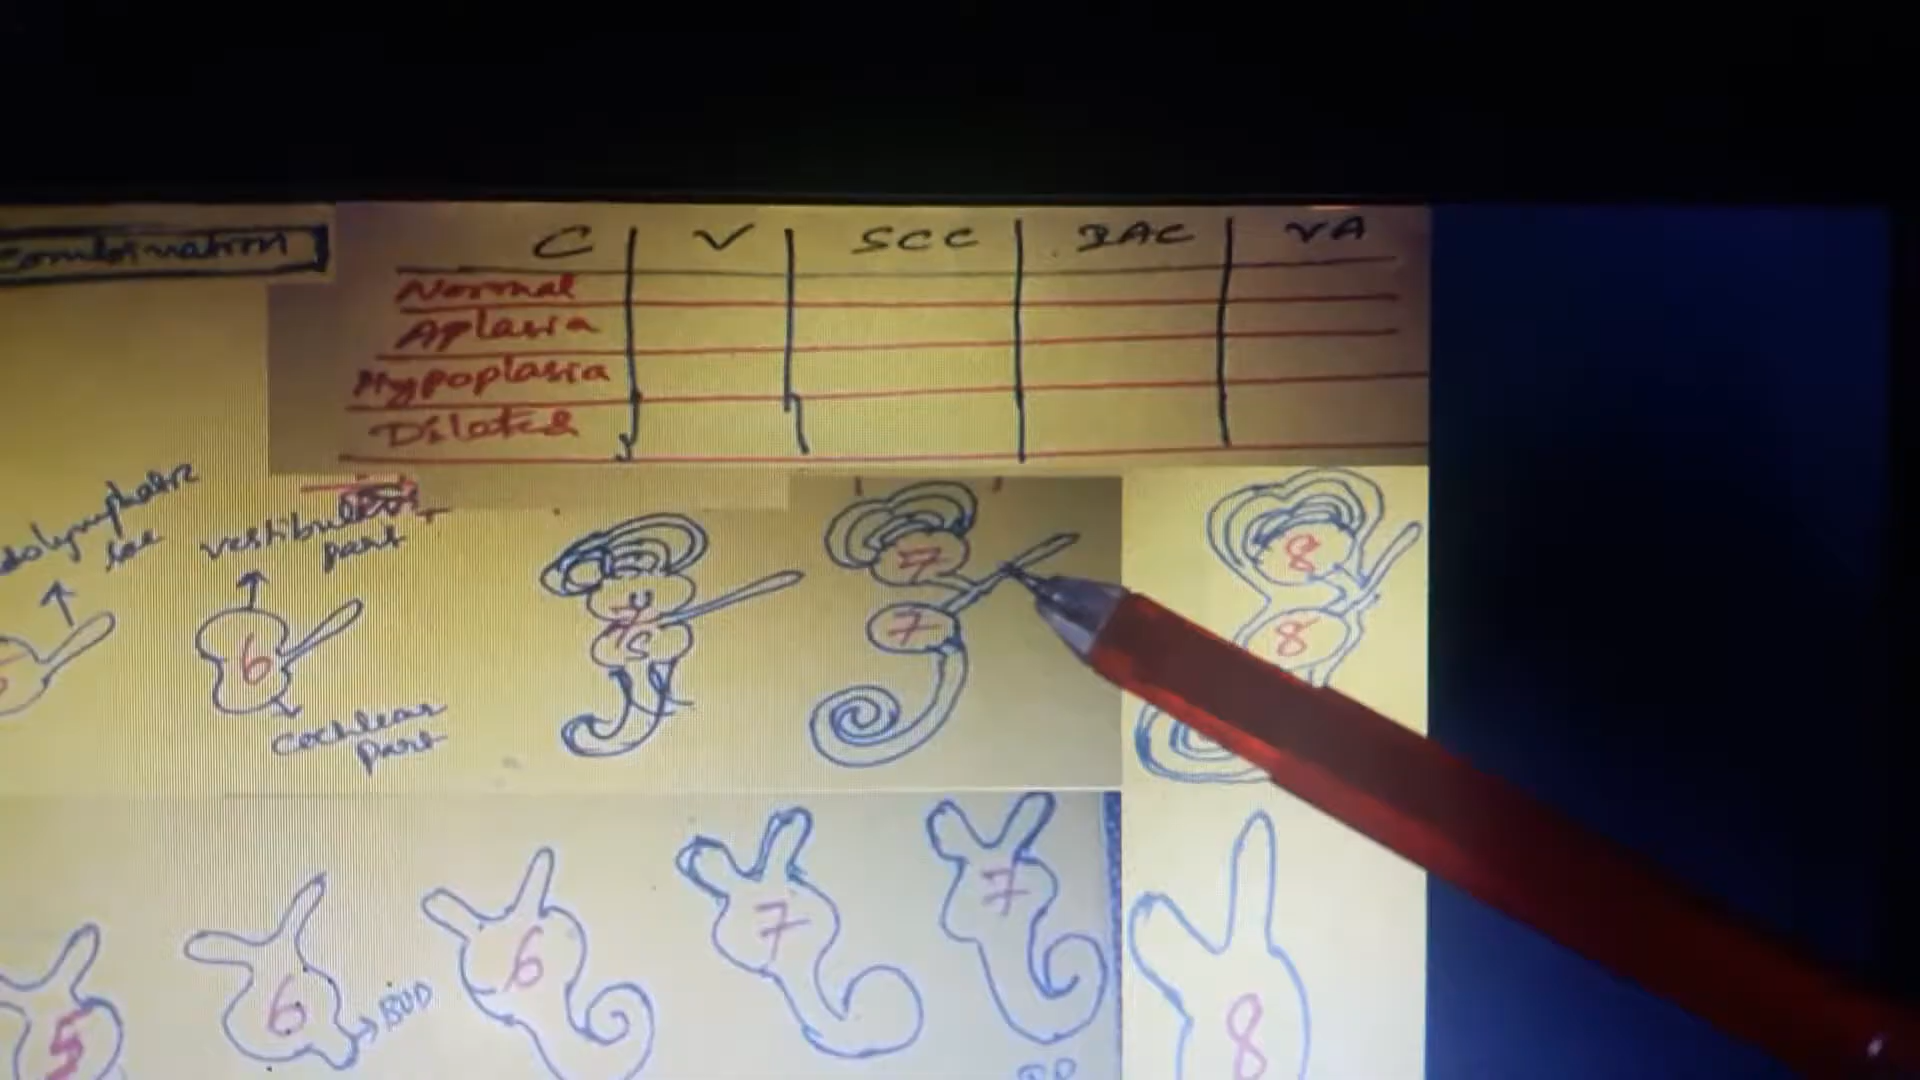 Combination
C V SCC IAC VA
Normal
Aplasia
Hypoplasia
Dilated
sac
vestibular
part
cochlear
part
6
7
7
8
7
8
5
6
BUD
6
7
7
8